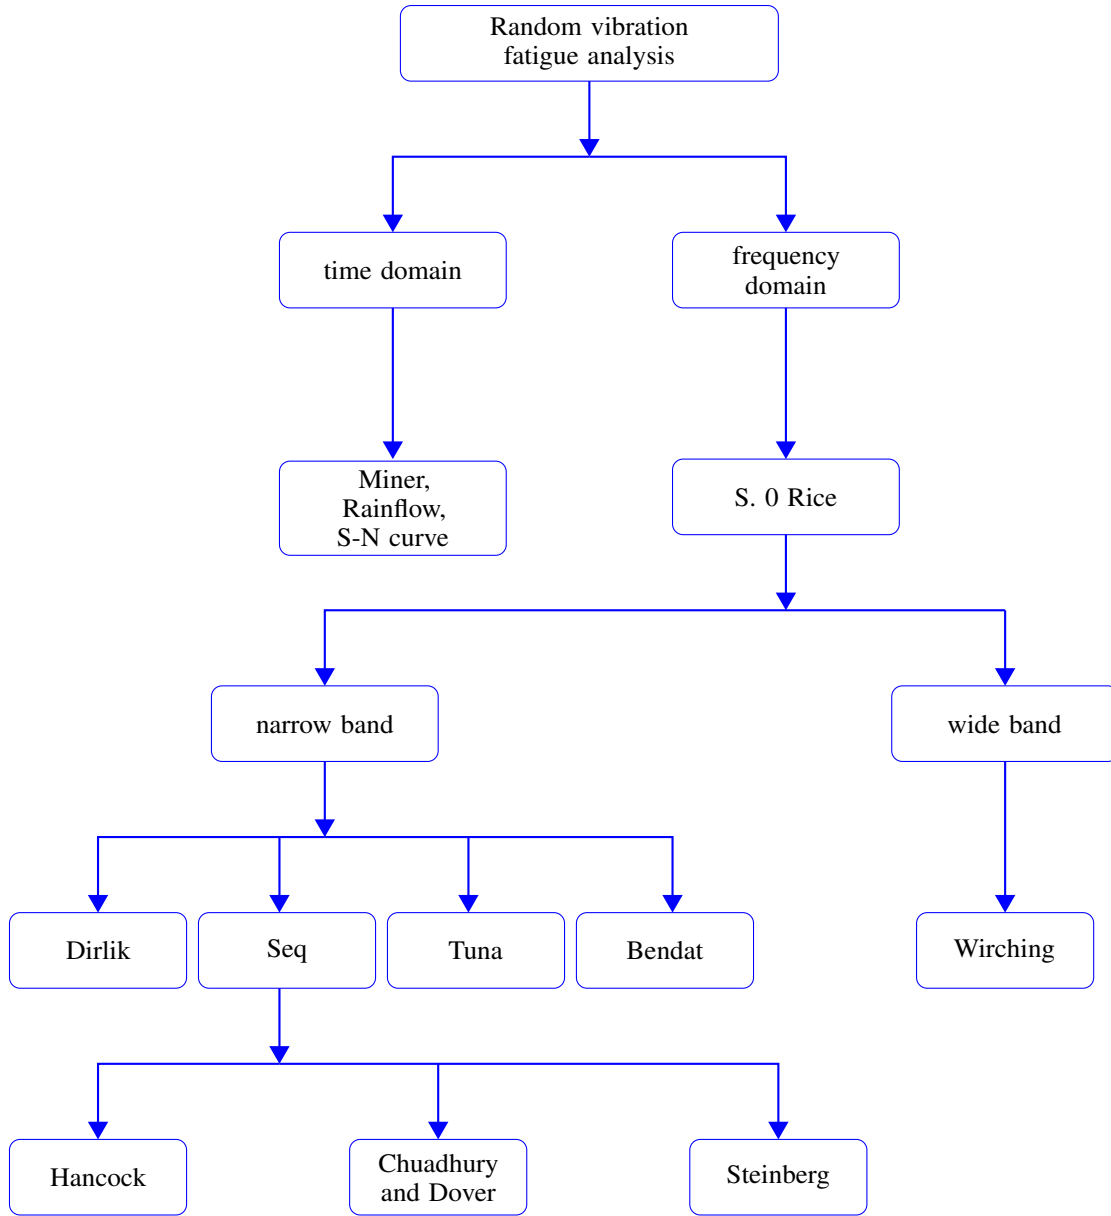 Random vibration
fatigue analysis
time domain
frequency
domain
Miner,
Rainflow,
S-N curve
S. 0 Rice
narrow band
wide band
Dirlik
Seq
Tuna
Bendat
Wirching
Hancock
Chuadhury
and Dover
Steinberg